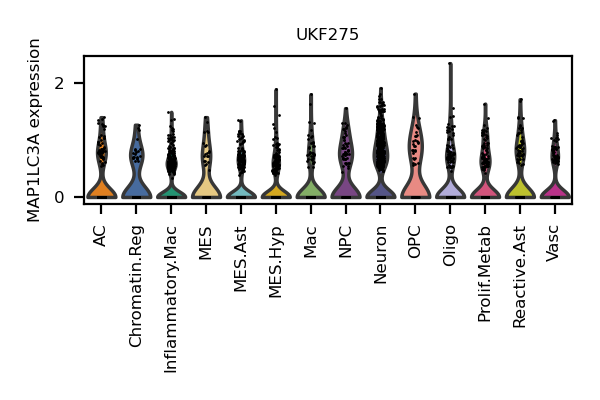 UKF275
MAP1LC3A expression
2
0
AC
Chromatin.Reg
Inflammatory.Mac
MES
MES.Ast
MES.Hyp
Mac
NPC
Neuron
OPC
Oligo
Prolif.Metab
Reactive.Ast
Vasc